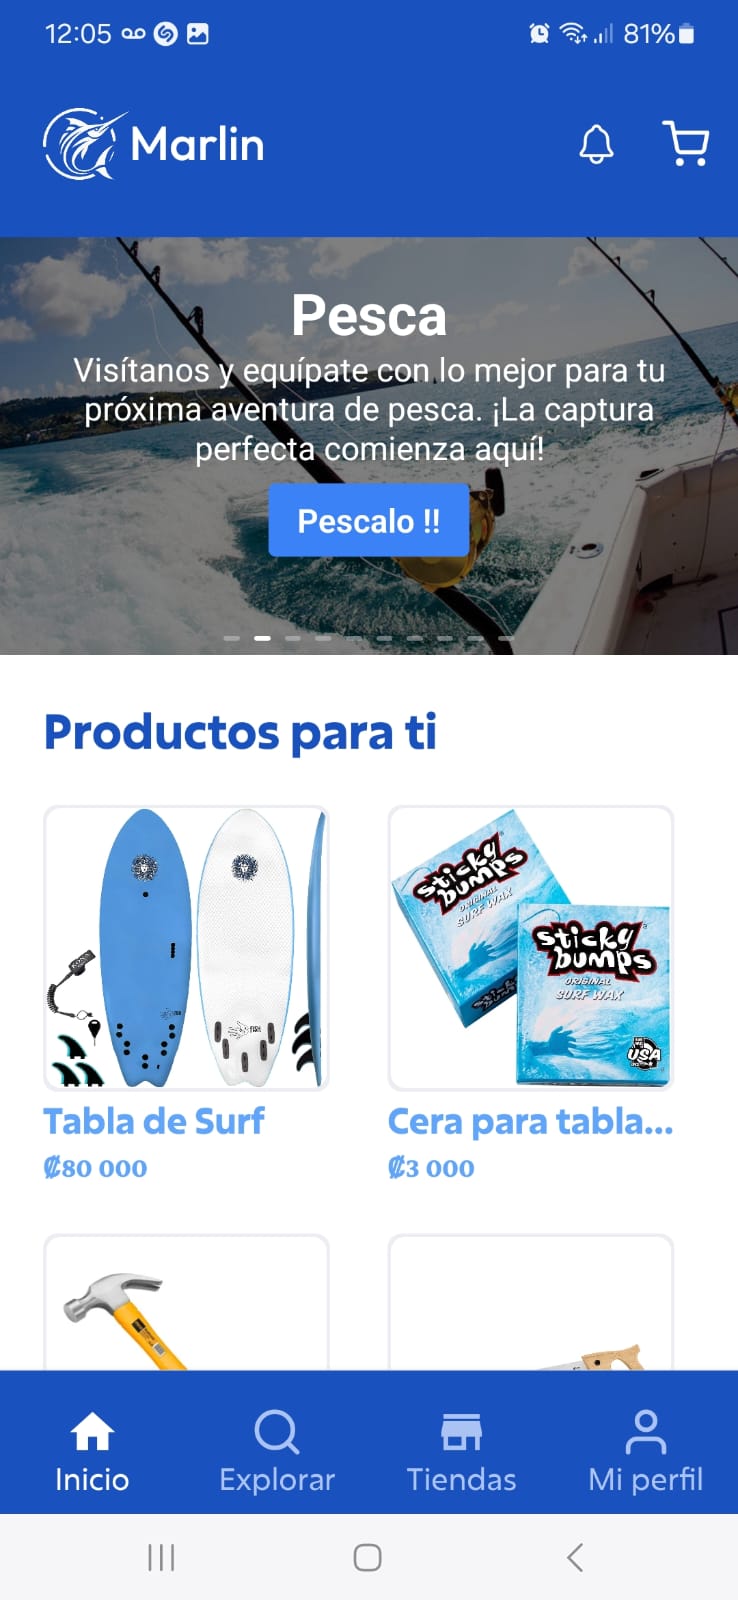 12:05
81%
Marlin
Pesca
Visítanos y equípate con lo mejor para tu
próxima aventura de pesca. ¡La captura
perfecta comienza aquí!
Pescalo !!
Productos para ti
sticky
bumps
ORIGINAL
SURF WAX
sticky
bumps
ORIGINAL
SURF WAX
USA
Tabla de Surf
₡80 000
Cera para tabla...
₡3 000
Inicio
Explorar
Tiendas
Mi perfil